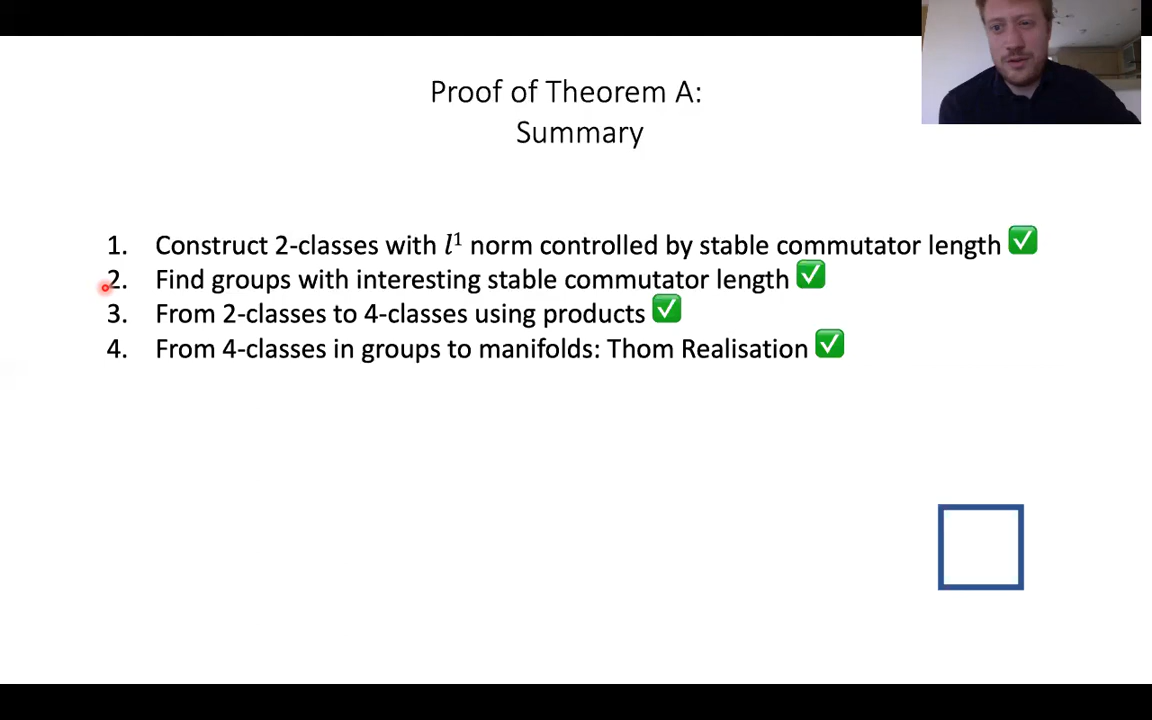 Proof of Theorem A:
Summary
1. Construct 2-classes with l¹ norm controlled by stable commutator length ✅
2. Find groups with interesting stable commutator length ✅
3. From 2-classes to 4-classes using products ✅
4. From 4-classes in groups to manifolds: Thom Realisation ✅